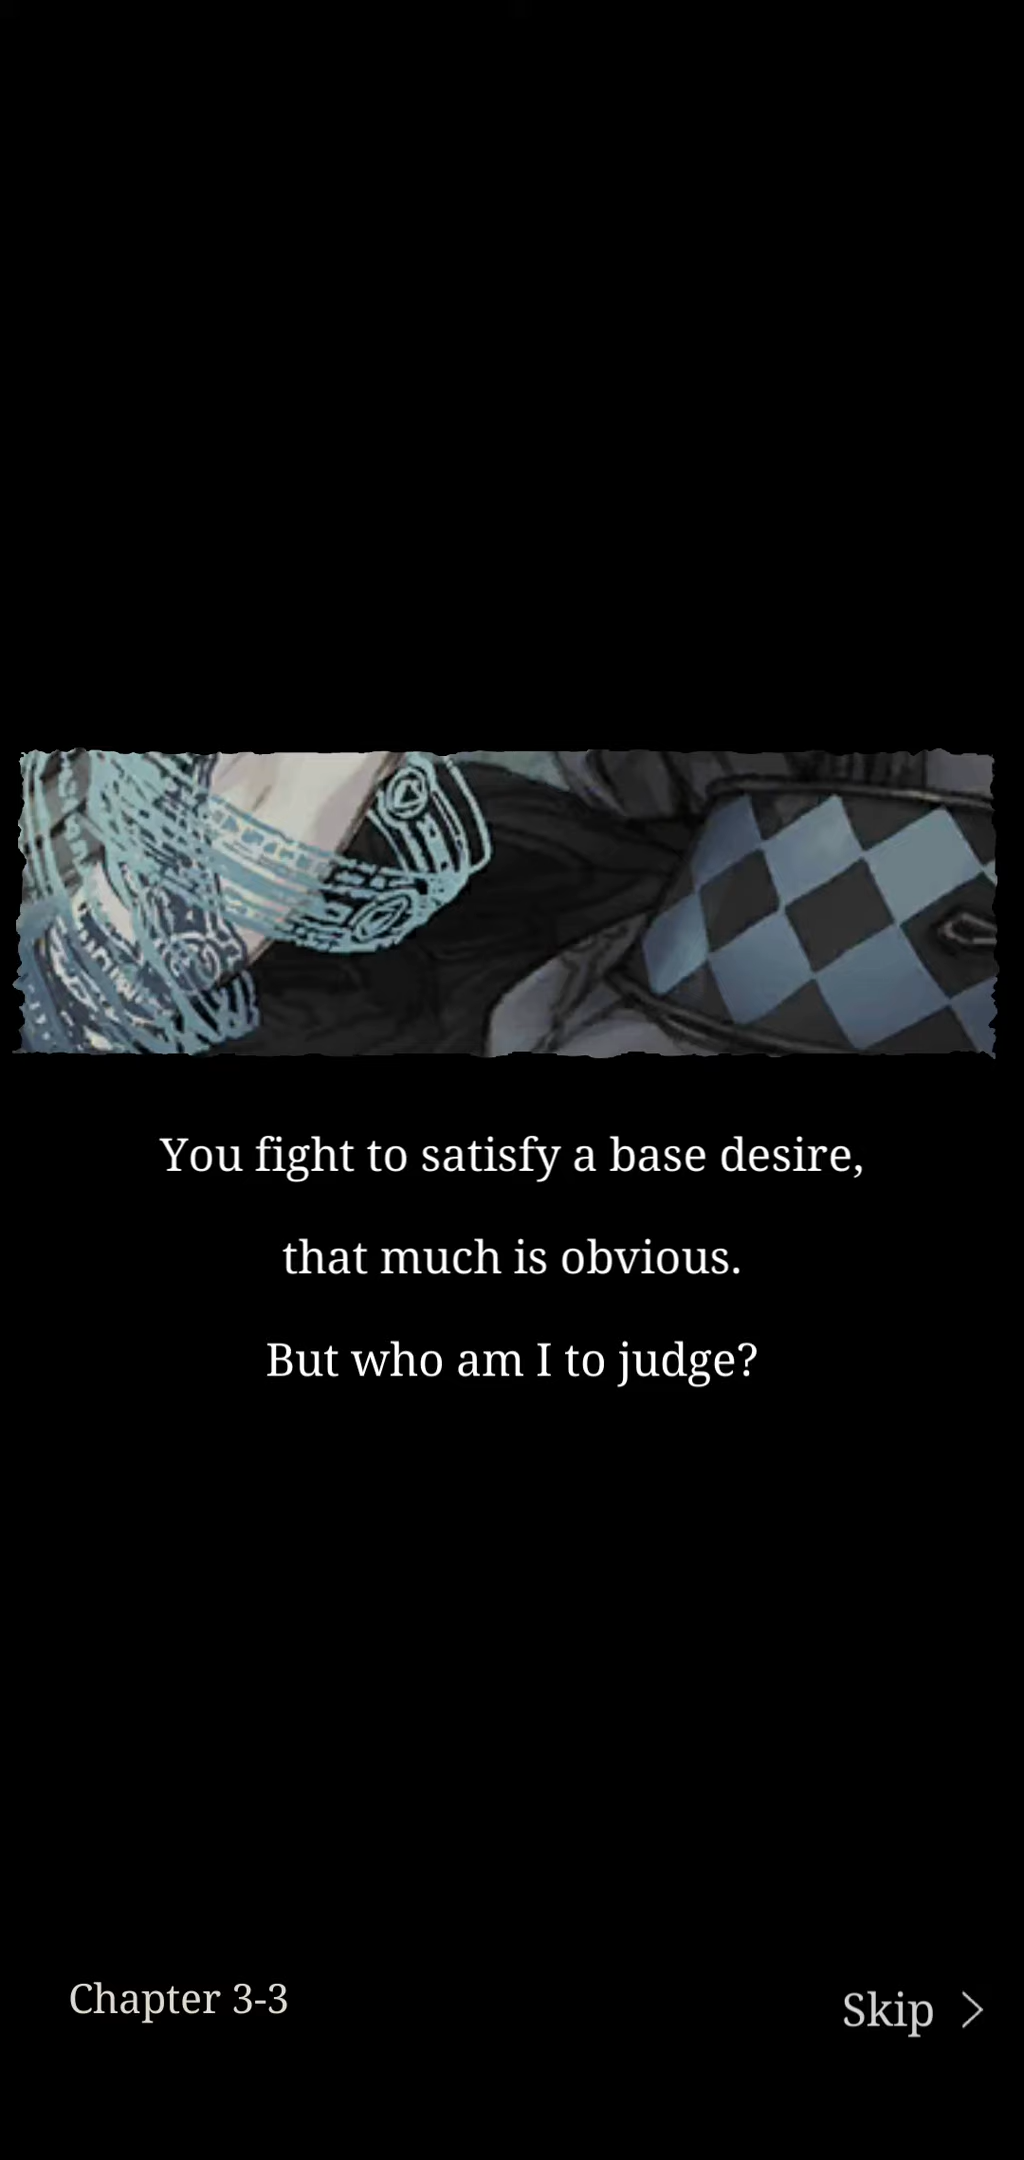 You fight to satisfy a base desire,
that much is obvious.
But who am I to judge?
Chapter 3-3
Skip >